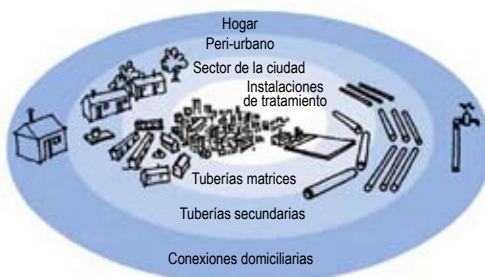 Hogar
Peri-urbano
Sector de la ciudad
Instalaciones
de tratamiento
Tuberías matrices
Tuberías secundarias
Conexiones domiciliarias